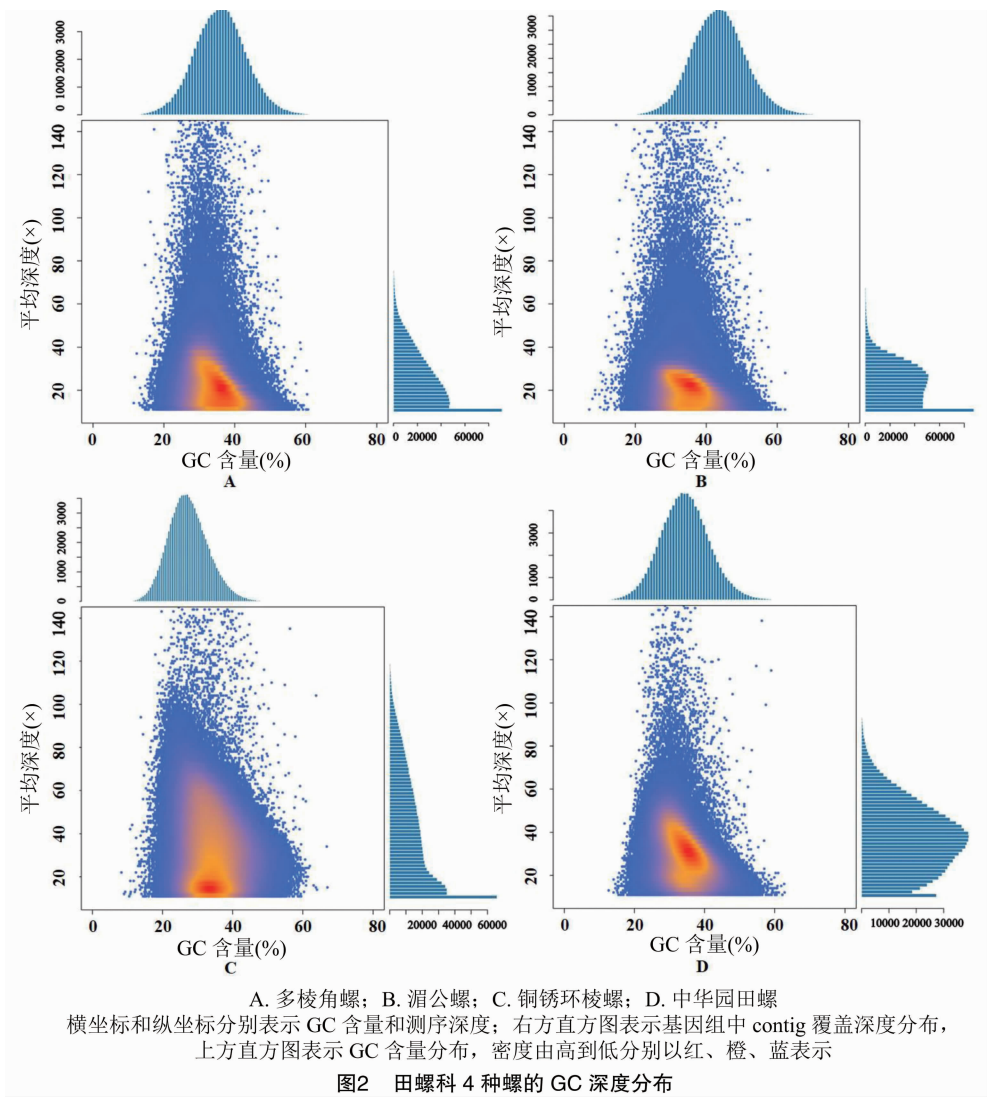 3000
2000
1000
0
3000
2000
1000
0
140
120
100
80
60
40
20
平均深度(×)
0 20 40 60 80
0 20000 60000
GC 含量(%)
A
140
120
100
80
60
40
20
平均深度(×)
0 20 40 60 80
0 20000 60000
GC 含量(%)
B
3000
2000
1000
0
3000
1000
0
140
120
100
80
60
40
20
平均深度(×)
0 20 40 60 80
20000 40000 60000
GC 含量(%)
C
140
120
100
80
60
40
20
平均深度(×)
0 20 40 60 80
10000 20000 30000
GC 含量(%)
D
A. 多棱角螺；B. 湄公螺；C. 铜锈环棱螺；D. 中华园田螺
横坐标和纵坐标分别表示 GC 含量和测序深度；右方直方图表示基因组中 contig 覆盖深度分布，
上方直方图表示 GC 含量分布，密度由高到低分别以红、橙、蓝表示
图2 田螺科 4 种螺的 GC 深度分布